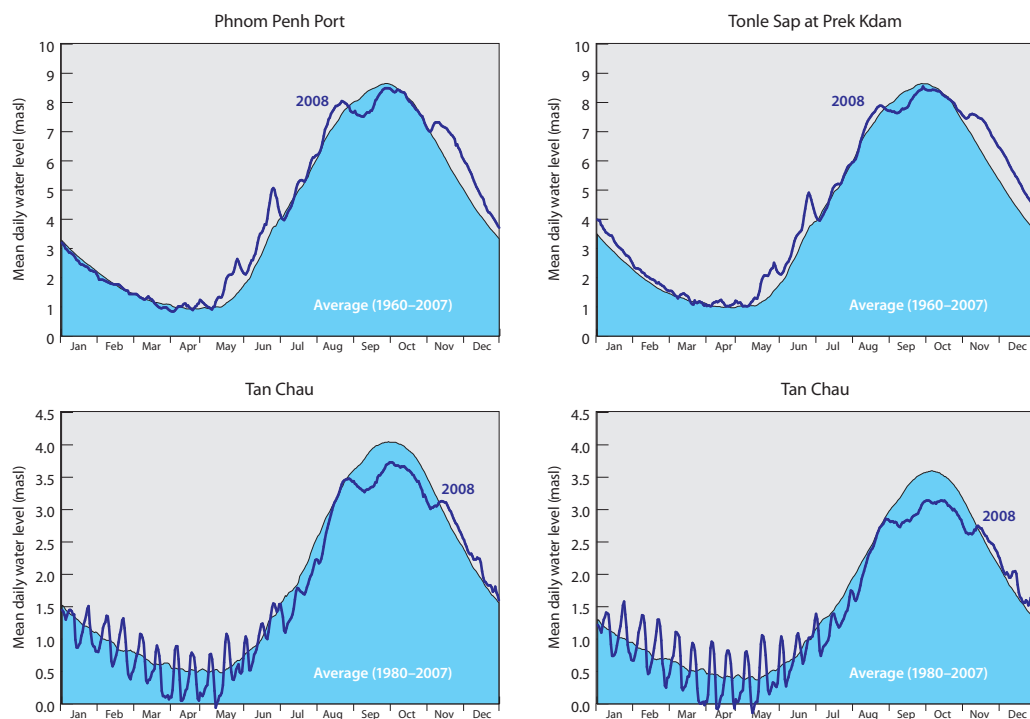 Phnom Penh Port
Mean daily water level (masl)
10
9
8
7
6
5
4
3
2
1
0
2008
Average (1960–2007)
Jan Feb Mar Apr May Jun Jul Aug Sep Oct Nov Dec
Tonle Sap at Prek Kdam
Mean daily water level (masl)
10
9
8
7
6
5
4
3
2
1
0
2008
Average (1960–2007)
Jan Feb Mar Apr May Jun Jul Aug Sep Oct Nov Dec
Tan Chau
Mean daily water level (masl)
4.5
4.0
3.5
3.0
2.5
2.0
1.5
1.0
0.5
0.0
2008
Average (1980–2007)
Jan Feb Mar Apr May Jun Jul Aug Sep Oct Nov Dec
Tan Chau
Mean daily water level (masl)
4.5
4.0
3.5
3.0
2.5
2.0
1.5
1.0
0.5
0.0
2008
Average (1980–2007)
Jan Feb Mar Apr May Jun Jul Aug Sep Oct Nov Dec